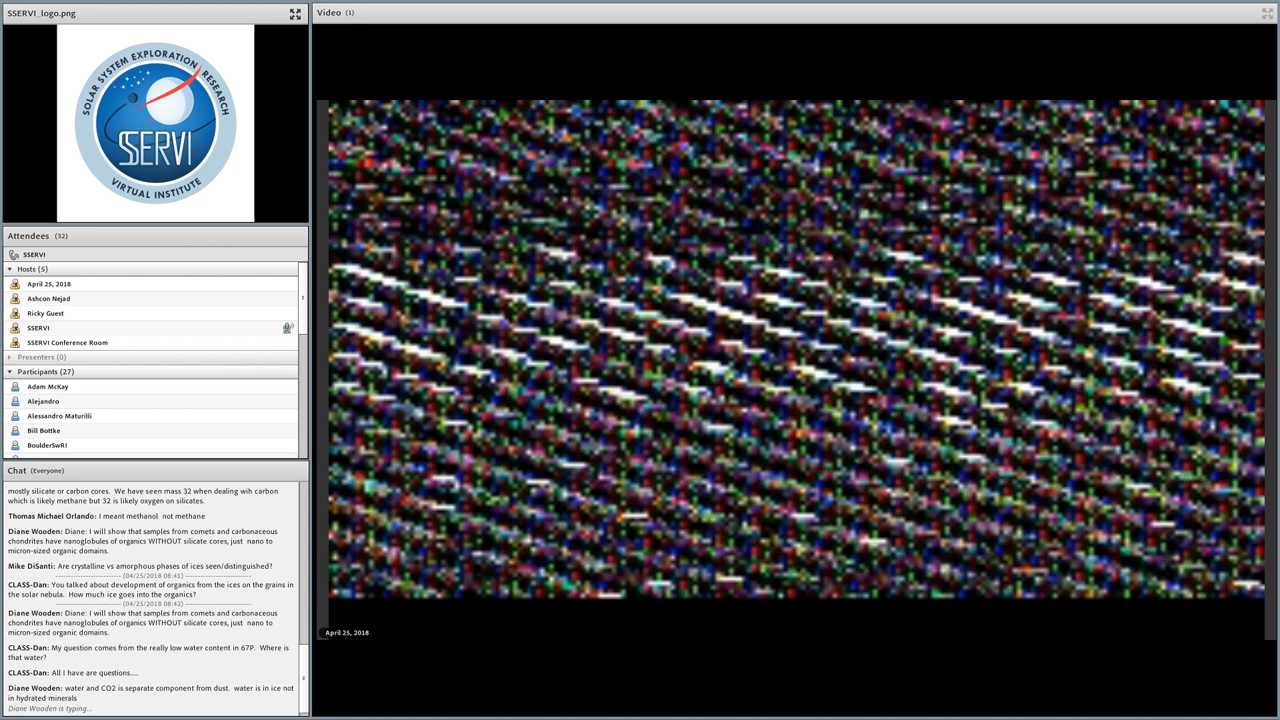 SSERVI_logo.png
SOLAR SYSTEM EXPLORATION RESEARCH
SSERVI
VIRTUAL INSTITUTE
Attendees (32)
SSERVI
Hosts (5)
April 25, 2018
Ashcon Nejad
Ricky Guest
SSERVI
SSERVI Conference Room
Presenters (0)
Participants (27)
Adam McKay
Alejandro
Alessandro Maturilli
Bill Bottke
BoulderSwRI
Chat (Everyone)
mostly silicate or carbon cores. We have seen mass 32 when dealing wih carbon
which is likely methane but 32 is likely oxygen on silicates.
Thomas Michael Orlando: I meant methanol not methane
Diane Wooden: Diane: I will show that samples from comets and carbonaceous
chondrites have nanoglobules of organics WITHOUT silicate cores, just nano to
micron-sized organic domains.
Mike DiSanti: Are crystalline vs amorphous phases of ices seen/distinguished?
------------------------ (04/25/2018 08:41) ------------------------
CLASS-Dan: You talked about development of organics from the ices on the grains in
the solar nebula. How much ice goes into the organics?
------------------------ (04/25/2018 08:42) ------------------------
Diane Wooden: Diane: I will show that samples from comets and carbonaceous
chondrites have nanoglobules of organics WITHOUT silicate cores, just nano to
micron-sized organic domains.
CLASS-Dan: My question comes from the really low water content in 67P. Where is
that water?
CLASS-Dan: All I have are questions....
Diane Wooden: water and CO2 is separate component from dust. water is in ice not
in hydrated minerals
Diane Wooden is typing...
Video (1)
April 25, 2018